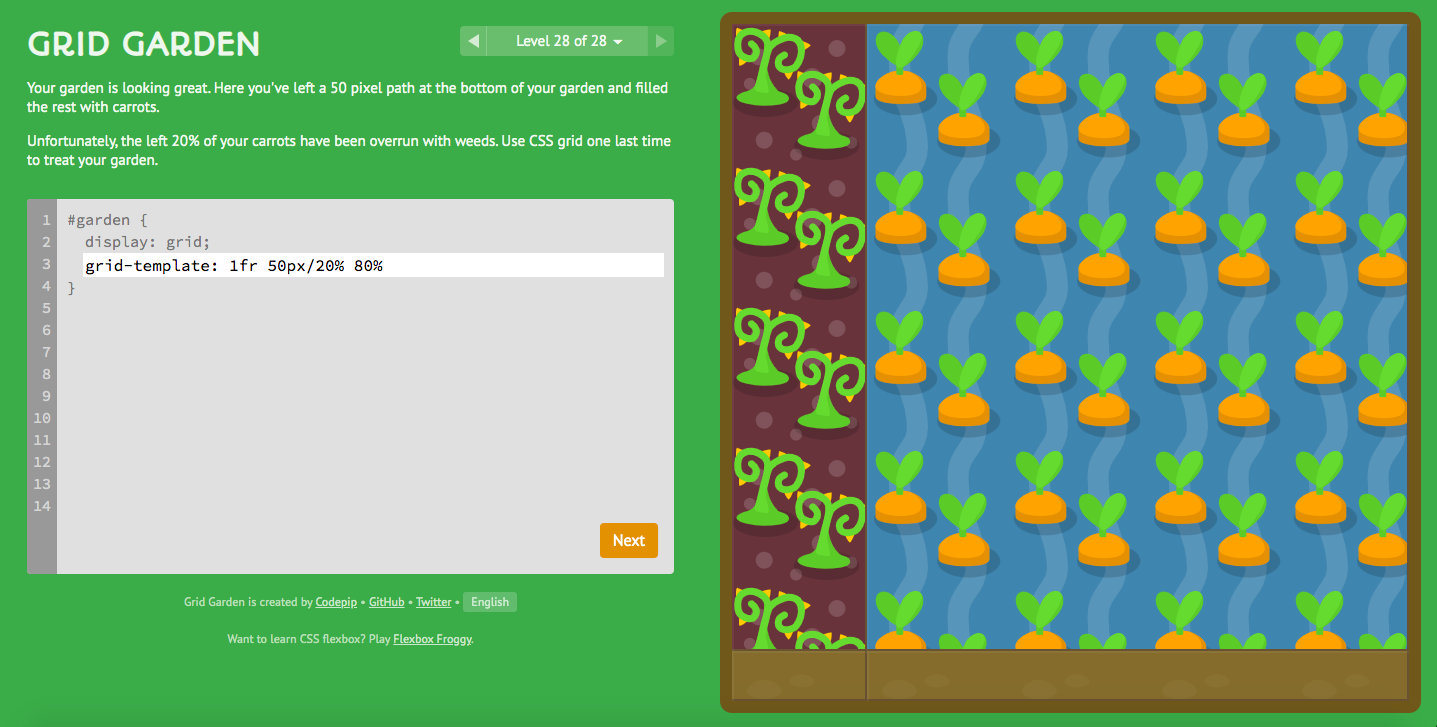 GRID GARDEN
Level 28 of 28
Your garden is looking great. Here you've left a 50 pixel path at the bottom of your garden and filled
the rest with carrots.
Unfortunately, the left 20% of your carrots have been overrun with weeds. Use CSS grid one last time
to treat your garden.
1 #garden {
2 display: grid;
3 grid-template: 1fr 50px/20% 80%
4 }
5
6
7
8
9
10
11
12
13
14
Next
Grid Garden is created by Codepip • GitHub • Twitter • English
Want to learn CSS flexbox? Play Flexbox Froggy.